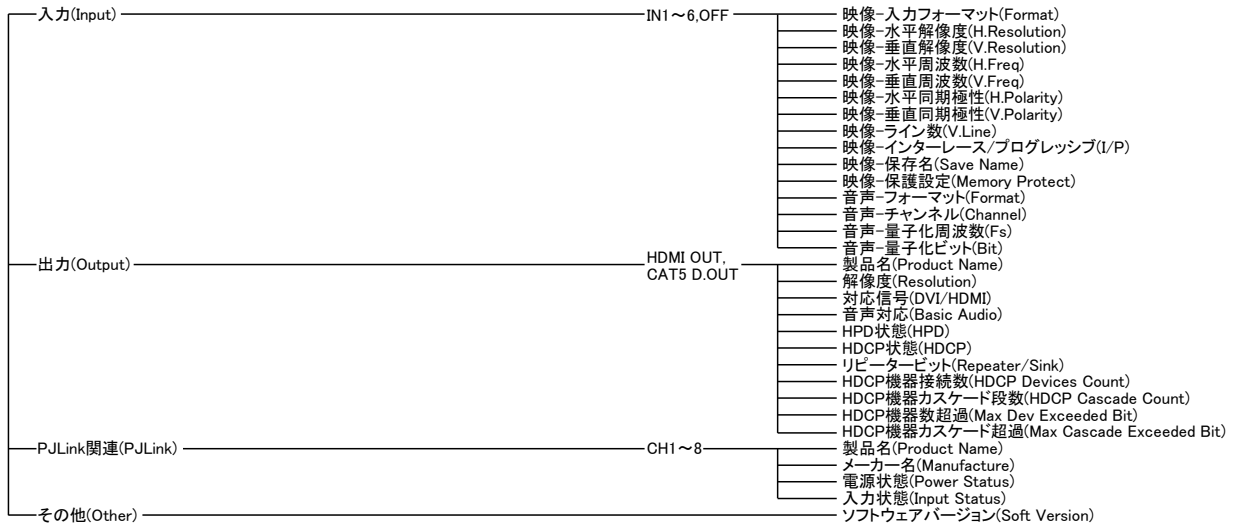 入力(Input) IN1～6,OFF 映像-入力フォーマット(Format)
映像-水平解像度(H.Resolution)
映像-垂直解像度(V.Resolution)
映像-水平周波数(H.Freq)
映像-垂直周波数(V.Freq)
映像-水平同期極性(H.Polarity)
映像-垂直同期極性(V.Polarity)
映像-ライン数(V.Line)
映像-インターレース/プログレッシブ(I/P)
映像-保存名(Save Name)
映像-保護設定(Memory Protect)
音声-フォーマット(Format)
音声-チャンネル(Channel)
音声-量子化周波数(Fs)
音声-量子化ビット(Bit)
出力(Output) HDMI OUT, 製品名(Product Name)
CAT5 D.OUT 解像度(Resolution)
対応信号(DVI/HDMI)
音声対応(Basic Audio)
HPD状態(HPD)
HDCP状態(HDCP)
リピータービット(Repeater/Sink)
HDCP機器接続数(HDCP Devices Count)
HDCP機器カスケード段数(HDCP Cascade Count)
HDCP機器数超過(Max Dev Exceeded Bit)
HDCP機器カスケード超過(Max Cascade Exceeded Bit)
PJLink関連(PJLink) CH1～8 製品名(Product Name)
メーカー名(Manufacture)
電源状態(Power Status)
入力状態(Input Status)
その他(Other) ソフトウェアバージョン(Soft Version)